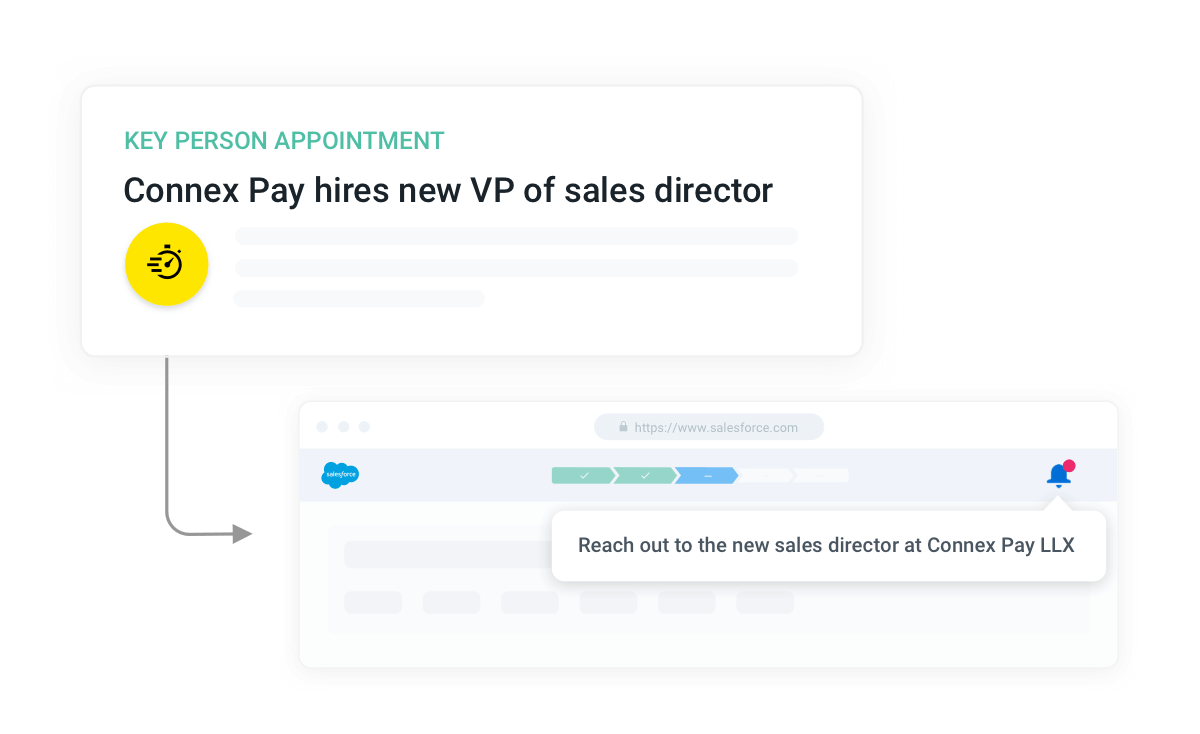 KEY PERSON APPOINTMENT
Connex Pay hires new VP of sales director
https://www.salesforce.com
salesforce
Reach out to the new sales director at Connex Pay LLX